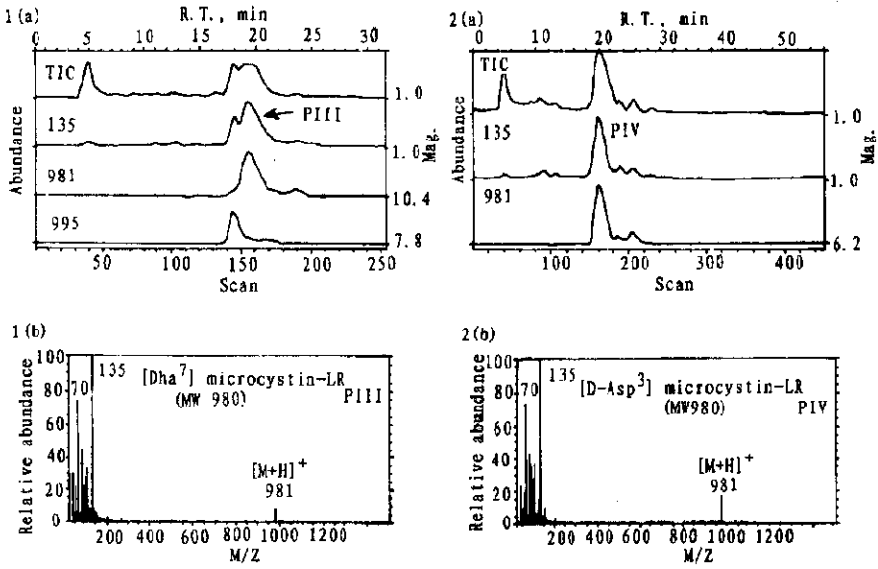 1(a)
R.T., min
0 5 10 15 20 25 30
TIC
1.0
135
PIII
1.0
981
10.4
995
7.8
Abundance
Mag.
50 100 150 200 250
Scan
2(a)
R.T., min
0 10 20 30 40 50
TIC
1.0
135
PIV
1.0
981
6.2
Abundance
Mag.
100 200 300 400
Scan
1(b)
100
80
60
40
20
0
Relative abundance
70
135
[Dha7] microcystin-LR
(MW 980)
PIII
[M+H]+
981
200 400 600 800 1000 1200
M/Z
2(b)
100
80
60
40
20
0
Relative abundance
70
135
[D-Asp3] microcystin-LR
(MW980)
PIV
[M+H]+
981
200 400 600 800 1000 1200
M/Z